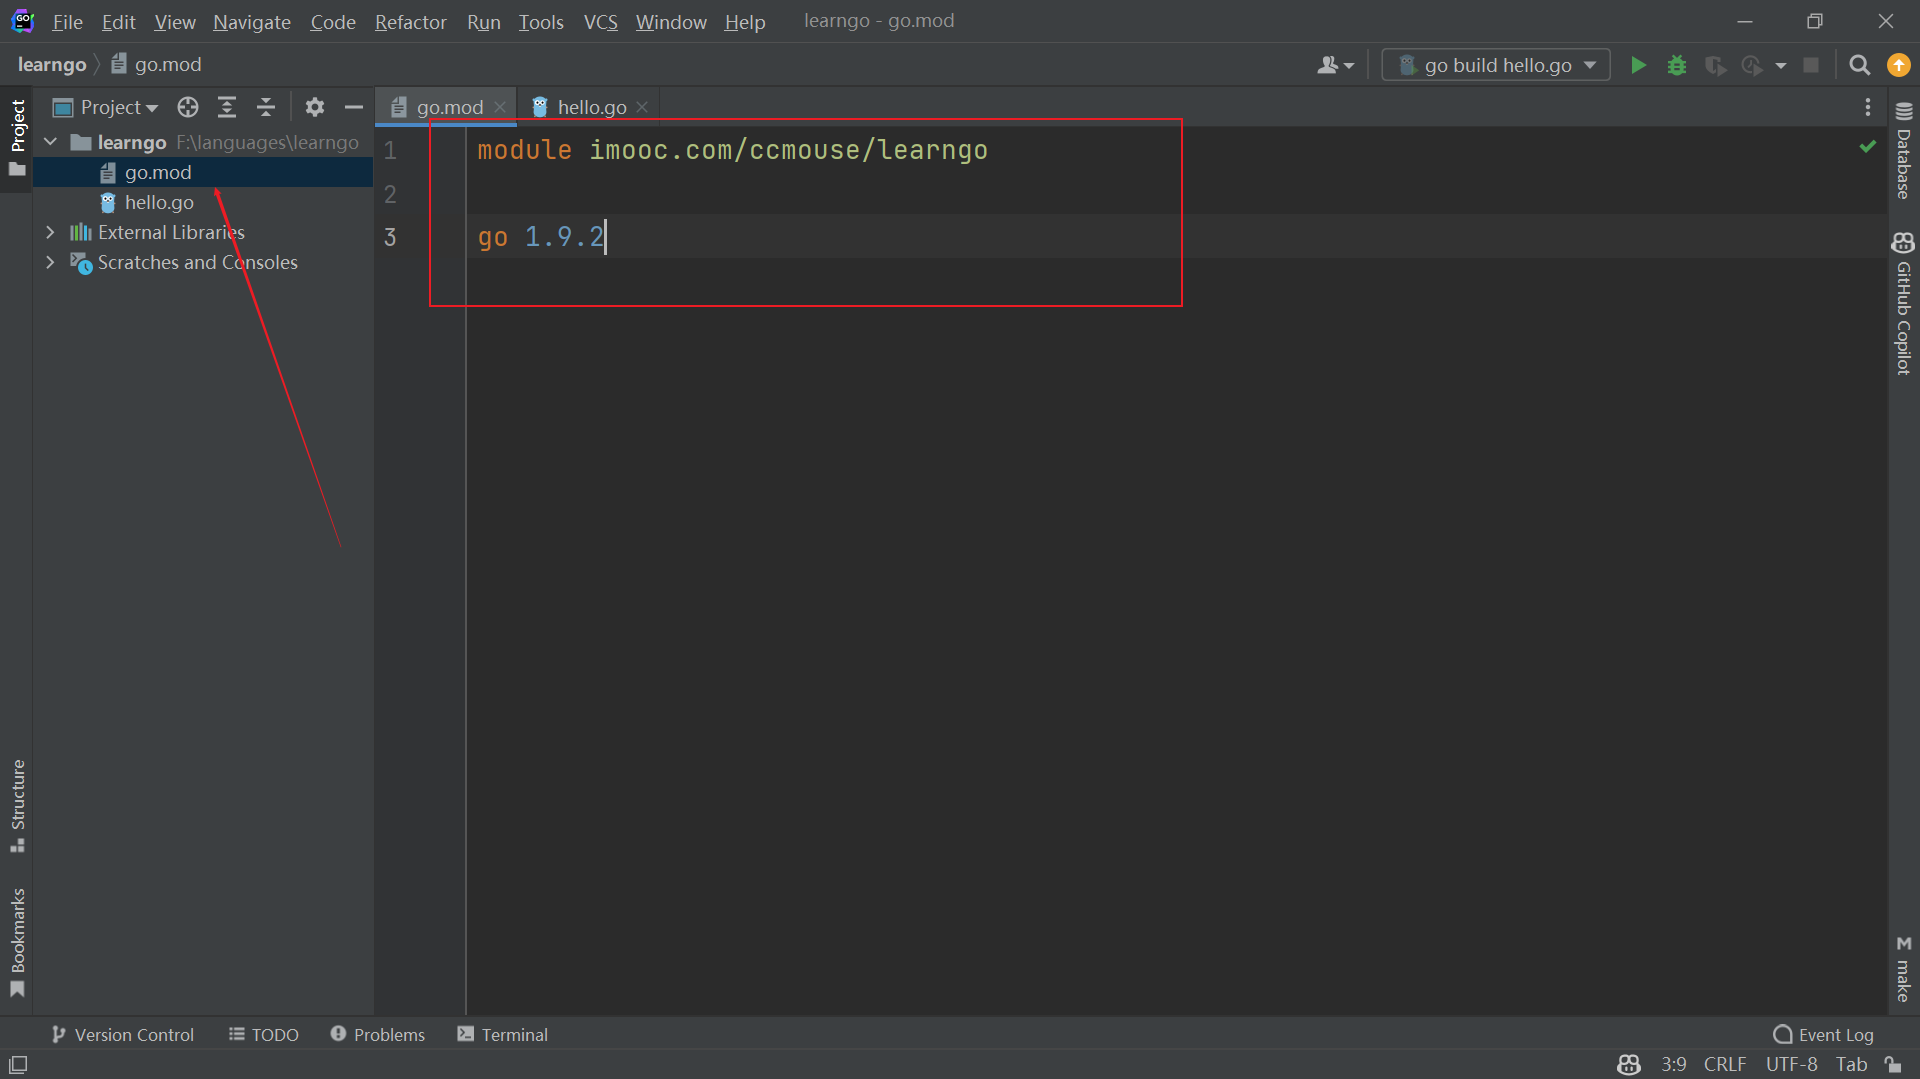 File Edit View Navigate Code Refactor Run Tools VCS Window Help learngo - go.mod
learngo go.mod
go build hello.go
Project
Project
go.mod
hello.go
learngo F:\languages\learngo
go.mod
hello.go
External Libraries
Scratches and Consoles
1 module imooc.com/ccmouse/learngo
2
3 go 1.9.2
Database
GitHub Copilot
make
Structure
Bookmarks
Version Control TODO Problems Terminal Event Log
3:9 CRLF UTF-8 Tab